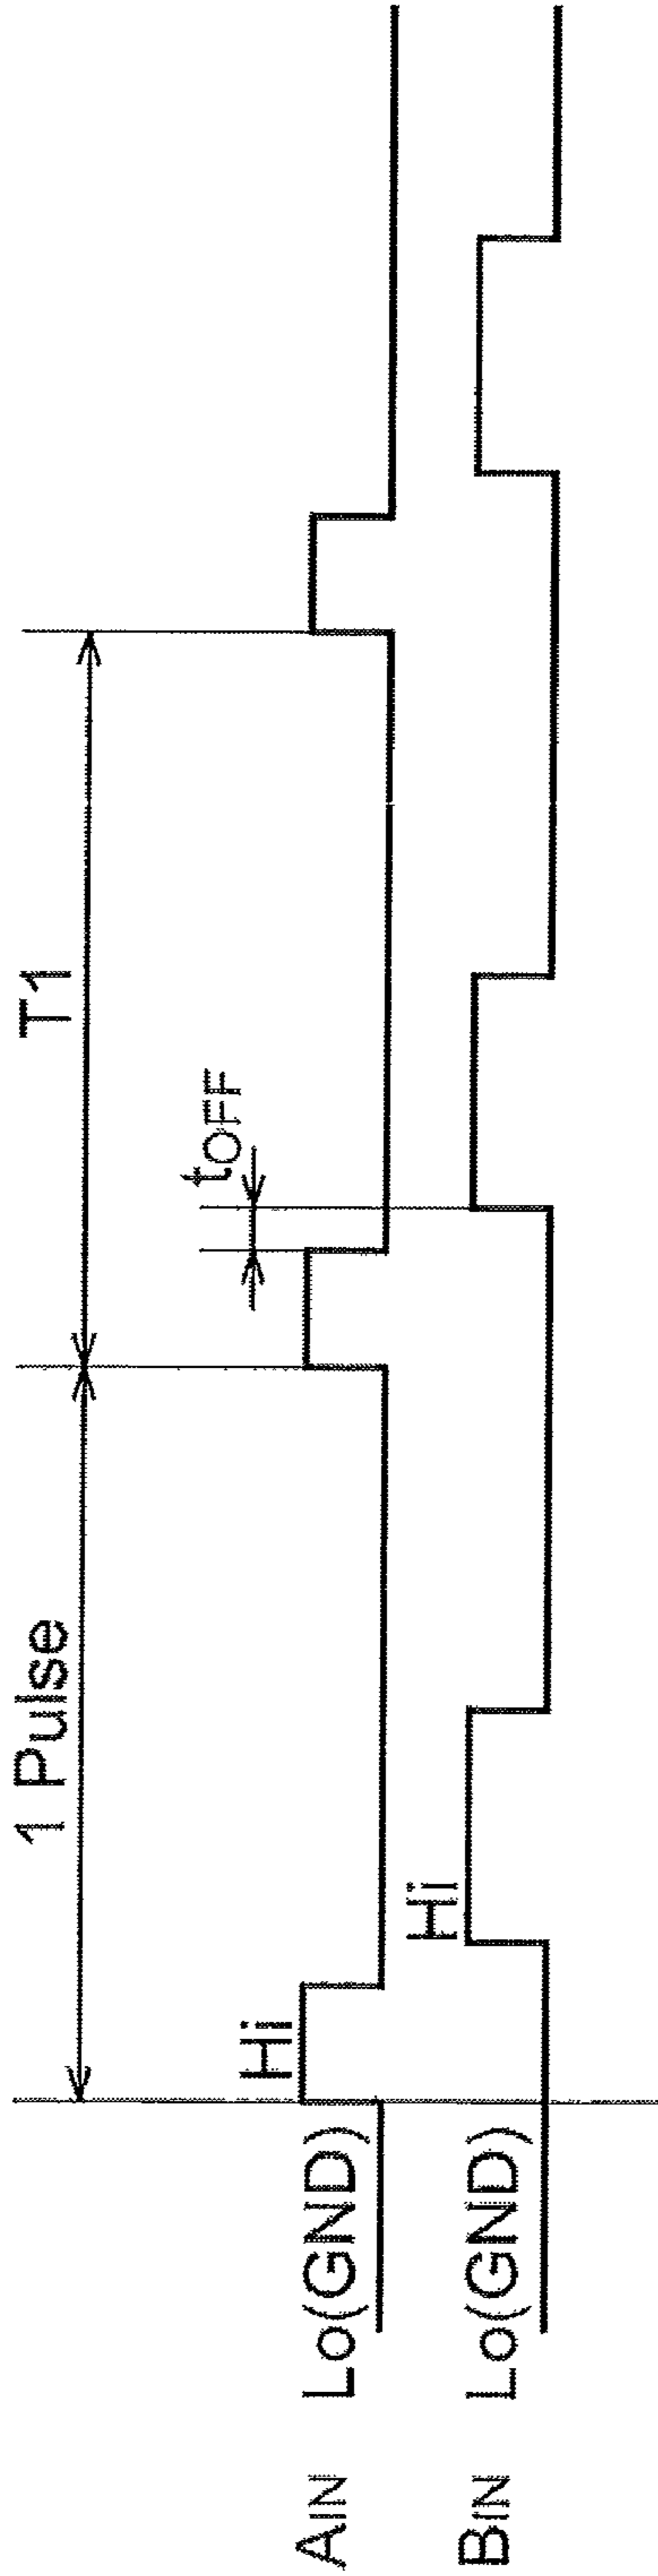 1 Pulse
T1
tOFF
AIN Lo(GND) Hi
BIN Lo(GND) Hi